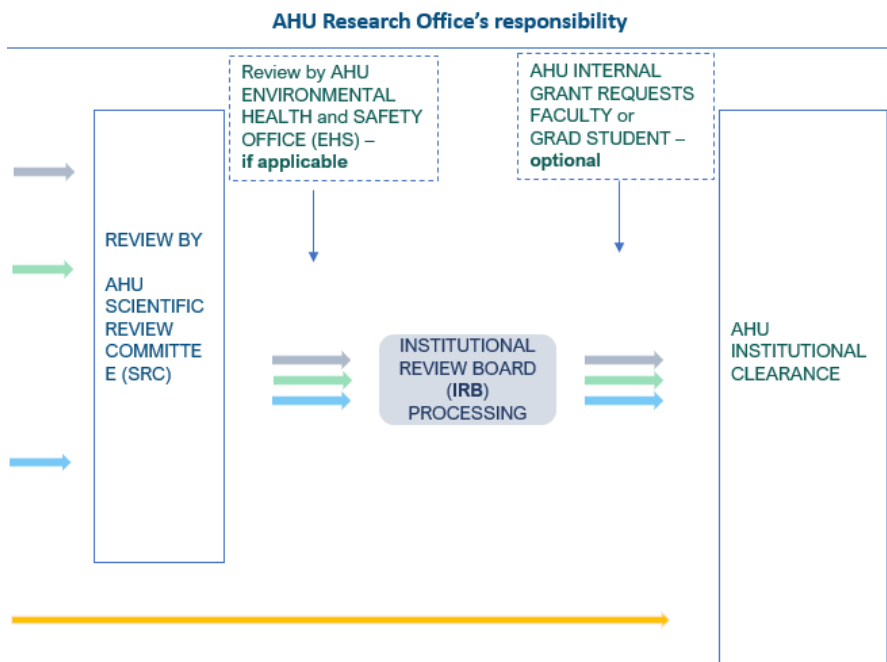 AHU Research Office's responsibility
Review by AHU
ENVIRONMENTAL
HEALTH and SAFETY
OFFICE (EHS) –
if applicable
AHU INTERNAL
GRANT REQUESTS
FACULTY or
GRAD STUDENT –
optional
REVIEW BY
AHU
SCIENTIFIC
REVIEW
COMMITTE
E (SRC)
INSTITUTIONAL
REVIEW BOARD
(IRB)
PROCESSING
AHU
INSTITUTIONAL
CLEARANCE